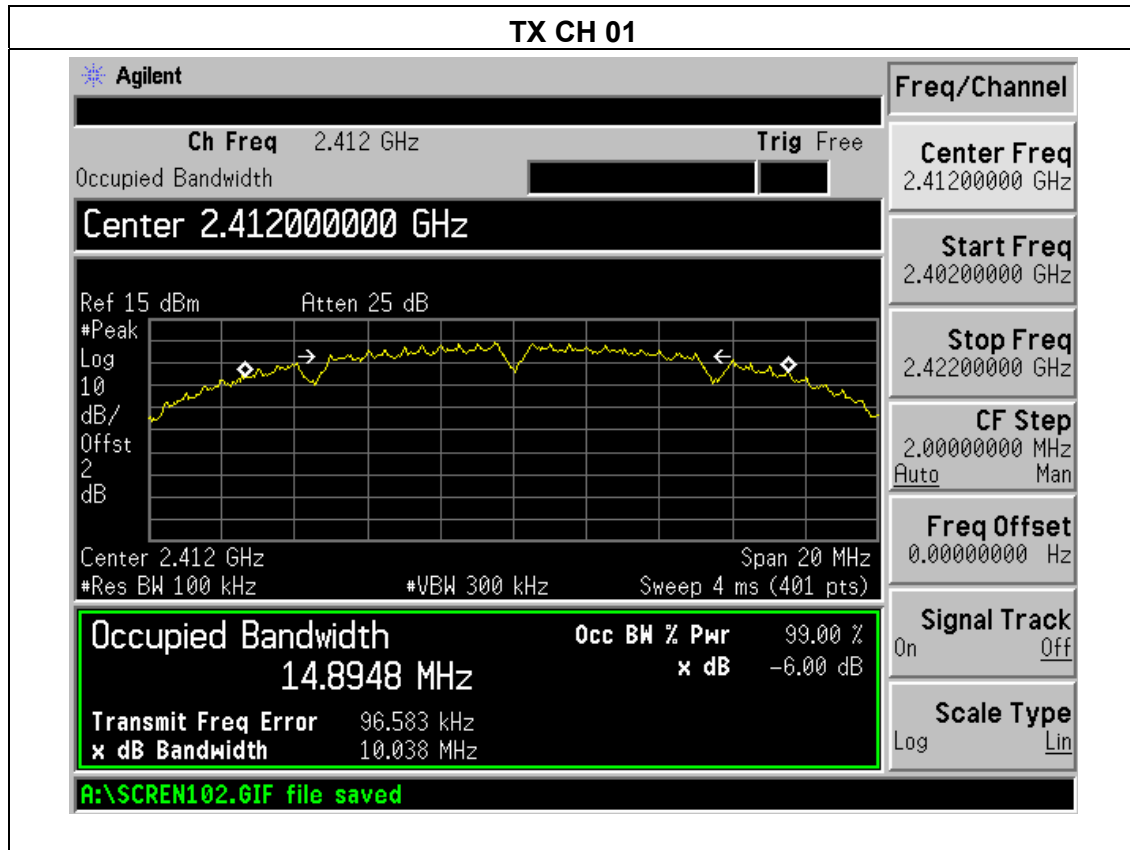 TX CH 01
Agilent
Ch Freq 2.412 GHz Trig Free
Occupied Bandwidth
Center 2.412000000 GHz
Ref 15 dBm Atten 25 dB
#Peak
Log
10
dB/
Offst
2
dB
Center 2.412 GHz Span 20 MHz
#Res BW 100 kHz #VBW 300 kHz Sweep 4 ms (401 pts)
Occupied Bandwidth
14.8948 MHz
Occ BW % Pwr 99.00 %
x dB -6.00 dB
Transmit Freq Error 96.583 kHz
x dB Bandwidth 10.038 MHz
A:\SCREN102.GIF file saved
Freq/Channel
Center Freq
2.41200000 GHz
Start Freq
2.40200000 GHz
Stop Freq
2.42200000 GHz
CF Step
2.00000000 MHz
Auto Man
Freq Offset
0.00000000 Hz
Signal Track
On Off
Scale Type
Log Lin